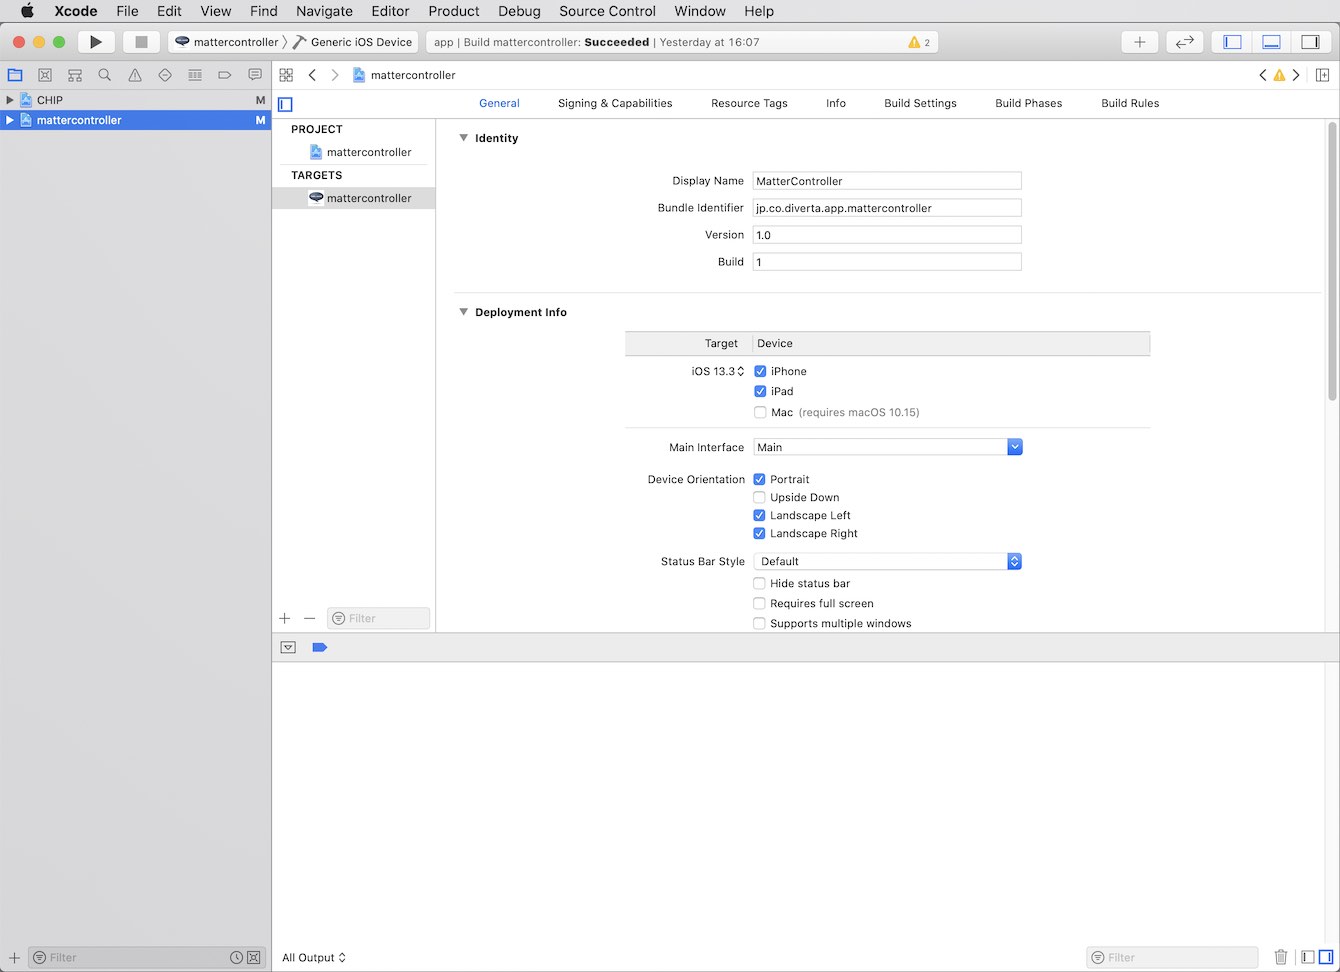 Xcode File Edit View Find Navigate Editor Product Debug Source Control Window Help
mattercontroller Generic iOS Device
app | Build mattercontroller: Succeeded | Yesterday at 16:07
2
mattercontroller
CHIP M
mattercontroller M
General Signing & Capabilities Resource Tags Info Build Settings Build Phases Build Rules
PROJECT
mattercontroller
TARGETS
mattercontroller
Identity
Display Name MatterController
Bundle Identifier jp.co.diverta.app.mattercontroller
Version 1.0
Build 1
Deployment Info
Target Device
iOS 13.3 iPhone
iPad
Mac (requires macOS 10.15)
Main Interface Main
Device Orientation Portrait
Upside Down
Landscape Left
Landscape Right
Status Bar Style Default
Hide status bar
Requires full screen
Supports multiple windows
Filter
Filter
All Output
Filter